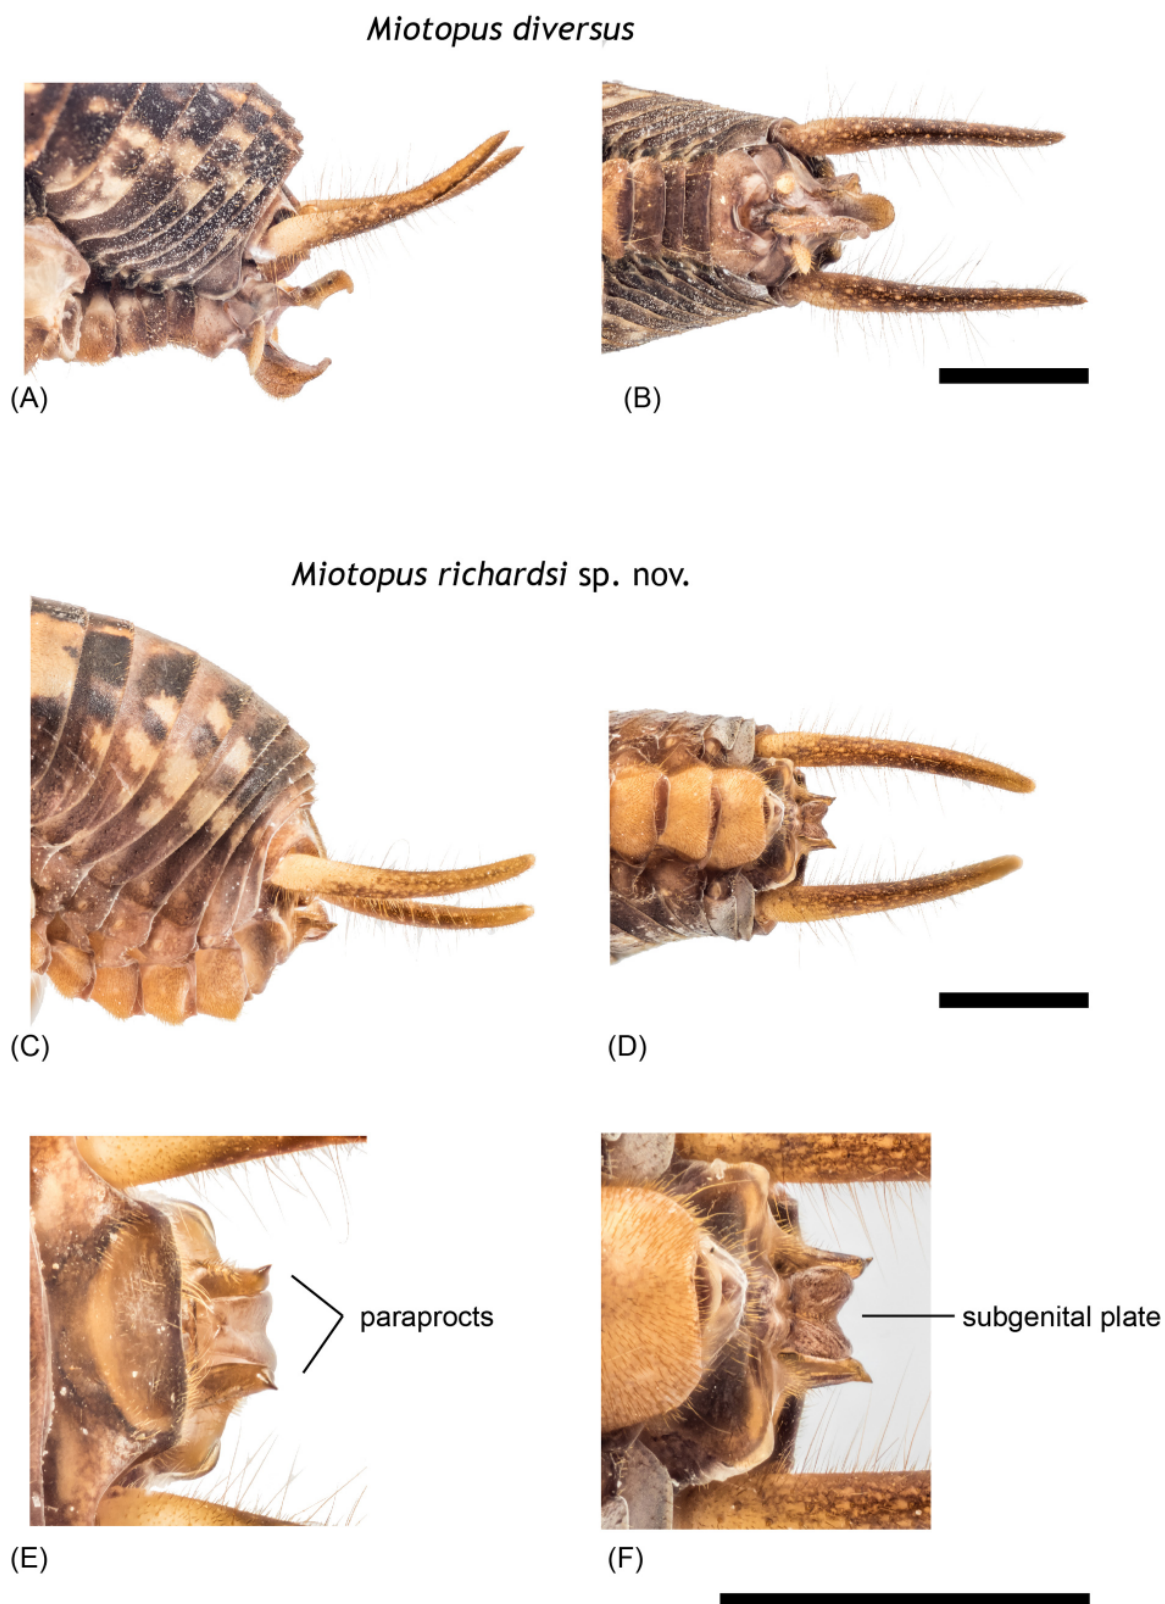 Miotopus diversus
(A)
(B)
Miotopus richardsi sp. nov.
(C)
(D)
paraprocts
subgenital plate
(E)
(F)